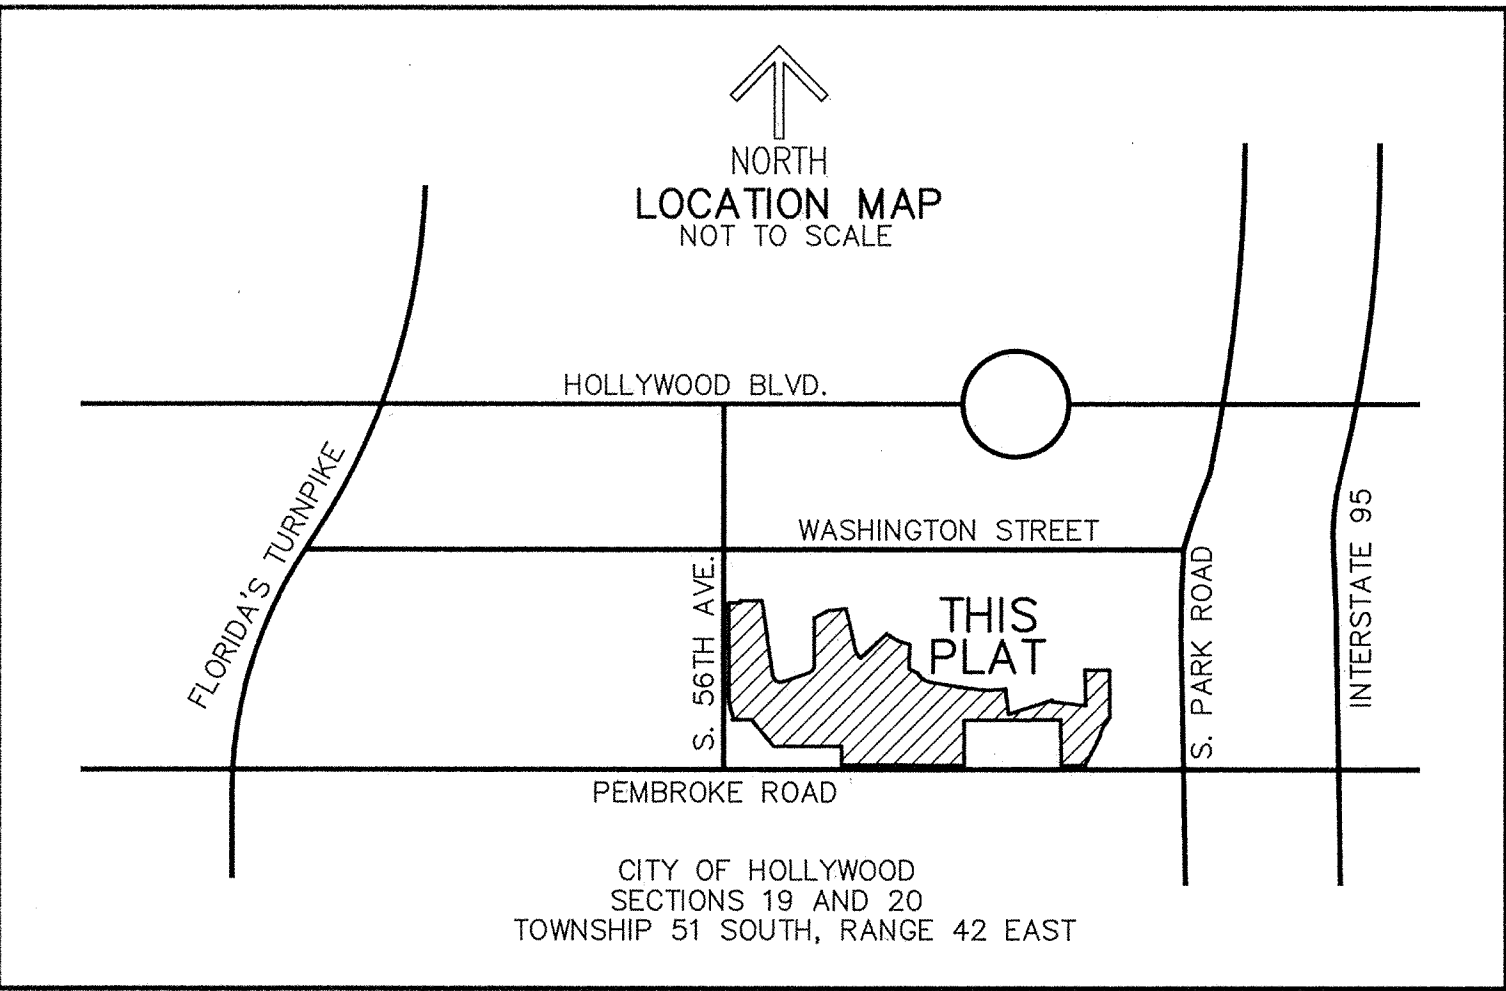 NORTH
LOCATION MAP
NOT TO SCALE
HOLLYWOOD BLVD.
FLORIDA'S TURNPIKE
WASHINGTON STREET
S. 56TH AVE.
THIS
PLAT
S. PARK ROAD
INTERSTATE 95
PEMBROKE ROAD
CITY OF HOLLYWOOD
SECTIONS 19 AND 20
TOWNSHIP 51 SOUTH, RANGE 42 EAST